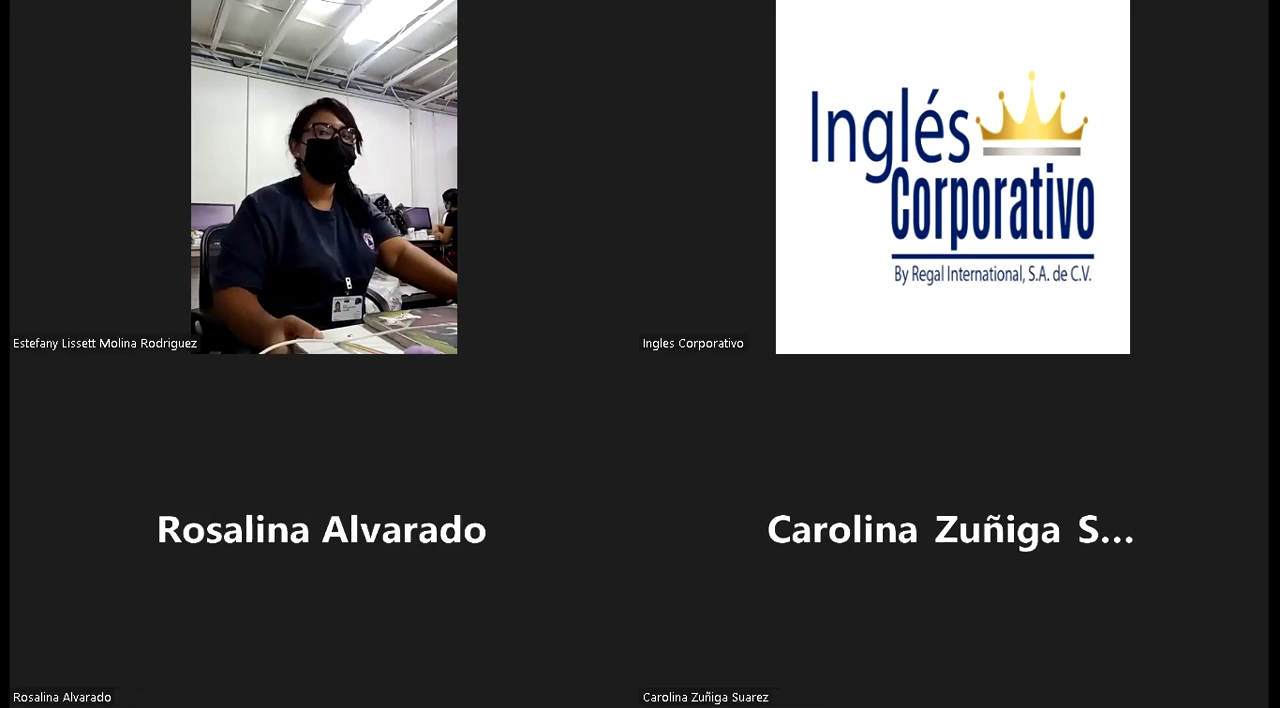 Estefany Lissett Molina Rodriguez
Inglés
Corporativo
By Regal International, S.A. de C.V.
Ingles Corporativo
Rosalina Alvarado
Carolina Zuñiga S...
Rosalina Alvarado
Carolina Zuñiga Suarez